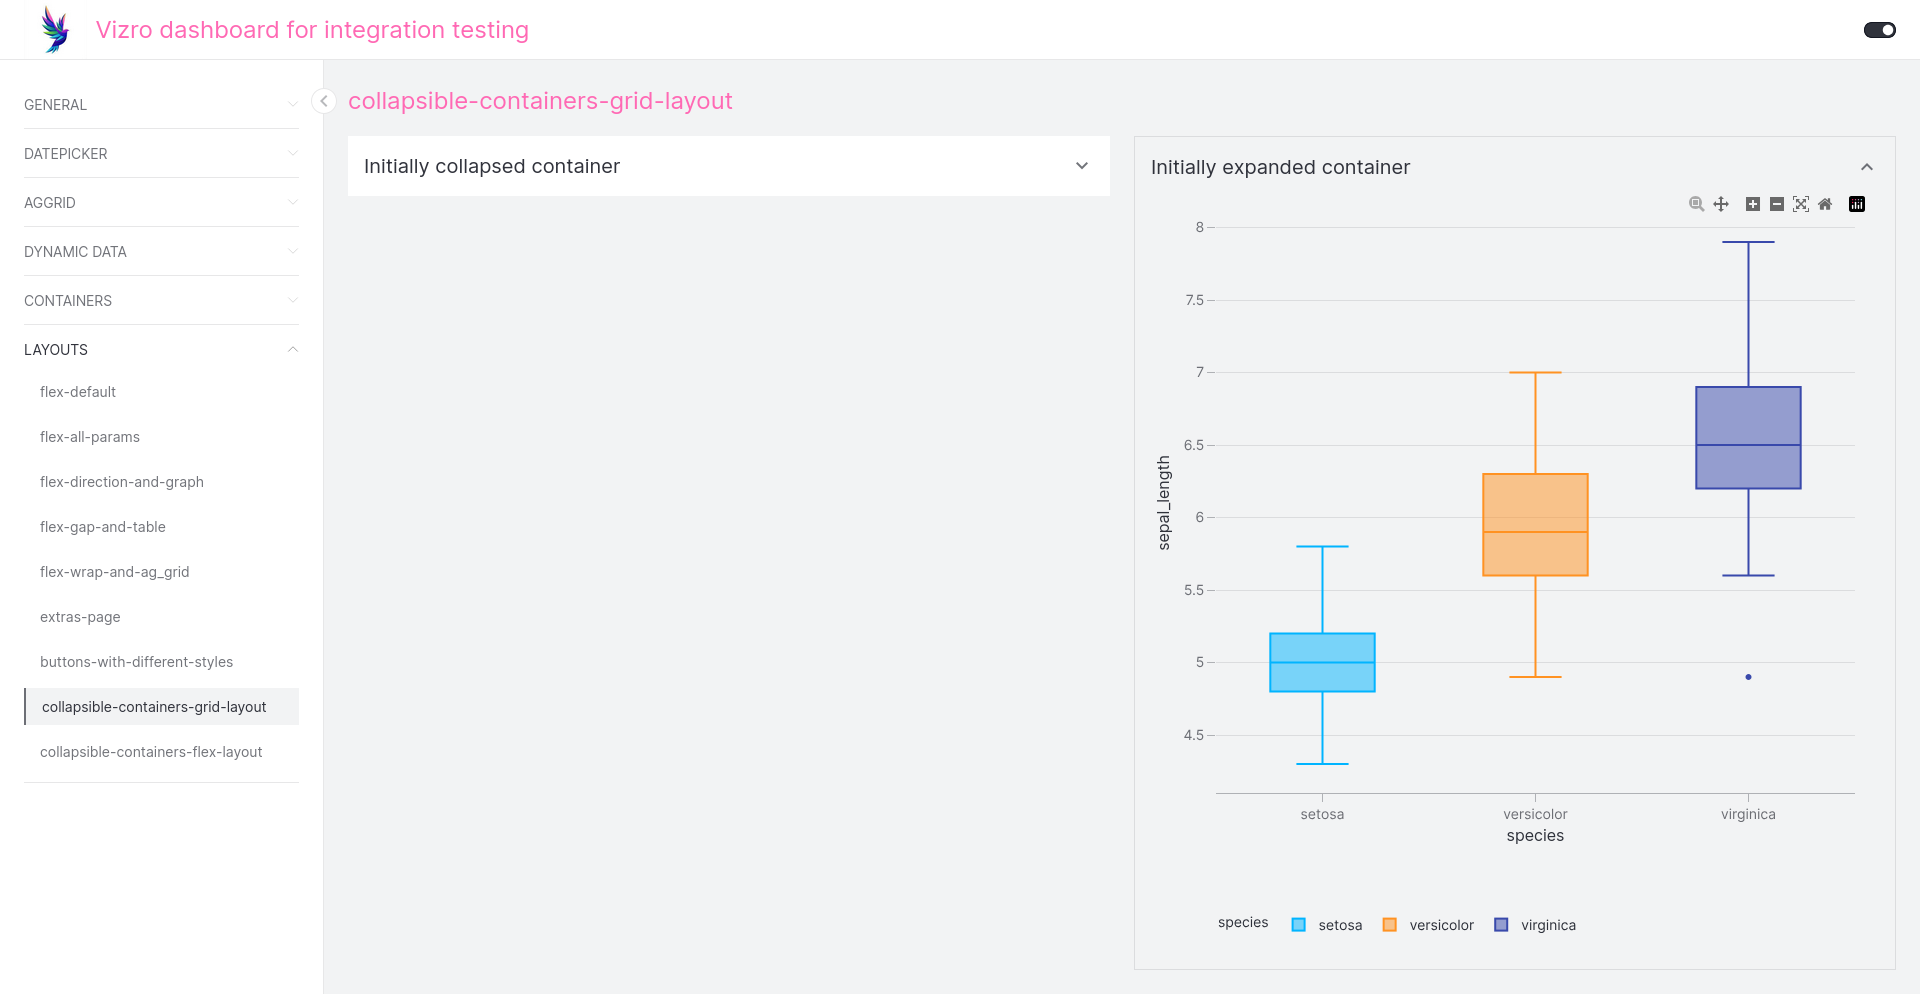 Vizro dashboard for integration testing
GENERAL
DATEPICKER
AGGRID
DYNAMIC DATA
CONTAINERS
LAYOUTS
flex-default
flex-all-params
flex-direction-and-graph
flex-gap-and-table
flex-wrap-and-ag_grid
extras-page
buttons-with-different-styles
collapsible-containers-grid-layout
collapsible-containers-flex-layout
collapsible-containers-grid-layout
Initially collapsed container
Initially expanded container
8
7.5
7
6.5
6
5.5
5
4.5
sepal_length
setosa versicolor virginica
species
species setosa versicolor virginica